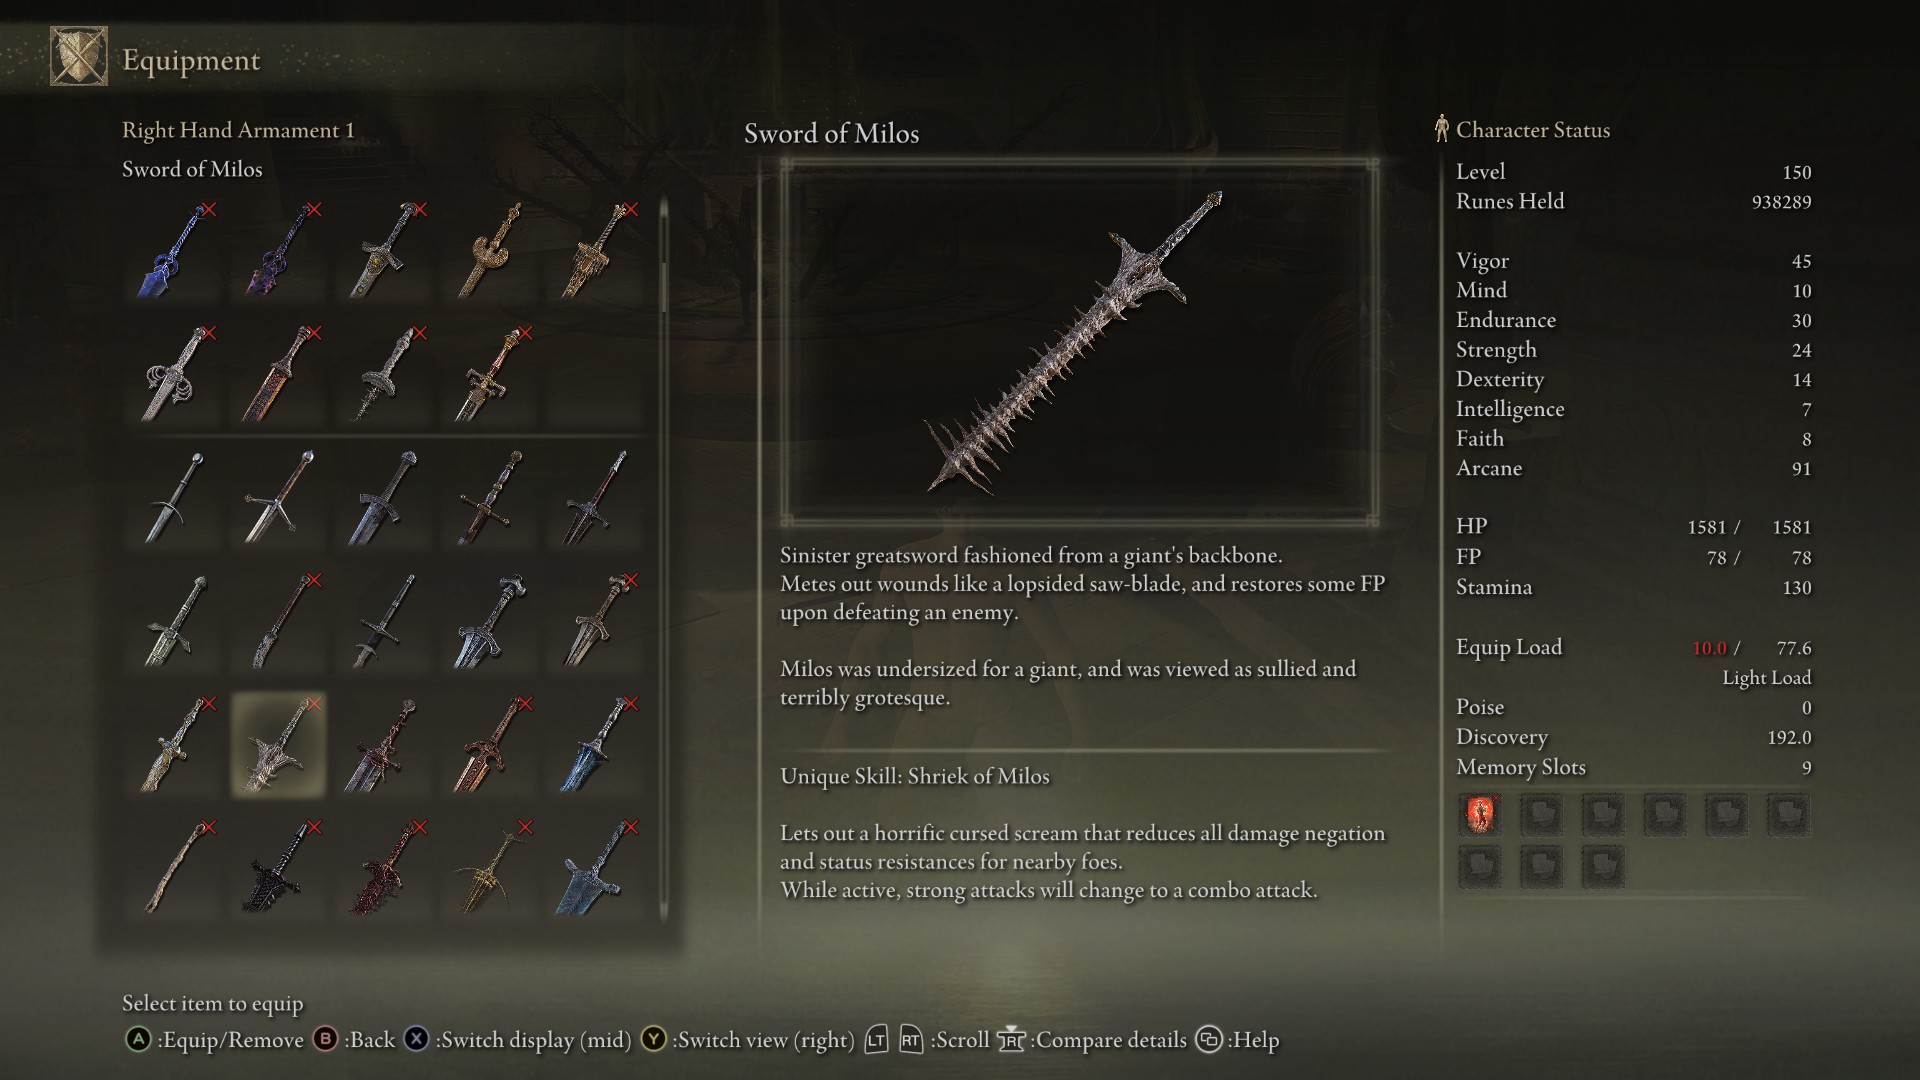 Equipment
Right Hand Armament 1
Sword of Milos
Sword of Milos
Sinister greatsword fashioned from a giant's backbone.
Metes out wounds like a lopsided saw-blade, and restores some FP
upon defeating an enemy.
Milos was undersized for a giant, and was viewed as sullied and
terribly grotesque.
Unique Skill: Shriek of Milos
Lets out a horrific cursed scream that reduces all damage negation
and status resistances for nearby foes.
While active, strong attacks will change to a combo attack.
Character Status
Level 150
Runes Held 938289
Vigor 45
Mind 10
Endurance 30
Strength 24
Dexterity 14
Intelligence 7
Faith 8
Arcane 91
HP 1581 / 1581
FP 78 / 78
Stamina 130
Equip Load 10.0 / 77.6
Light Load
Poise 0
Discovery 192.0
Memory Slots 9
Select item to equip
A :Equip/Remove B :Back X :Switch display (mid) Y :Switch view (right) LT RT :Scroll R :Compare details :Help